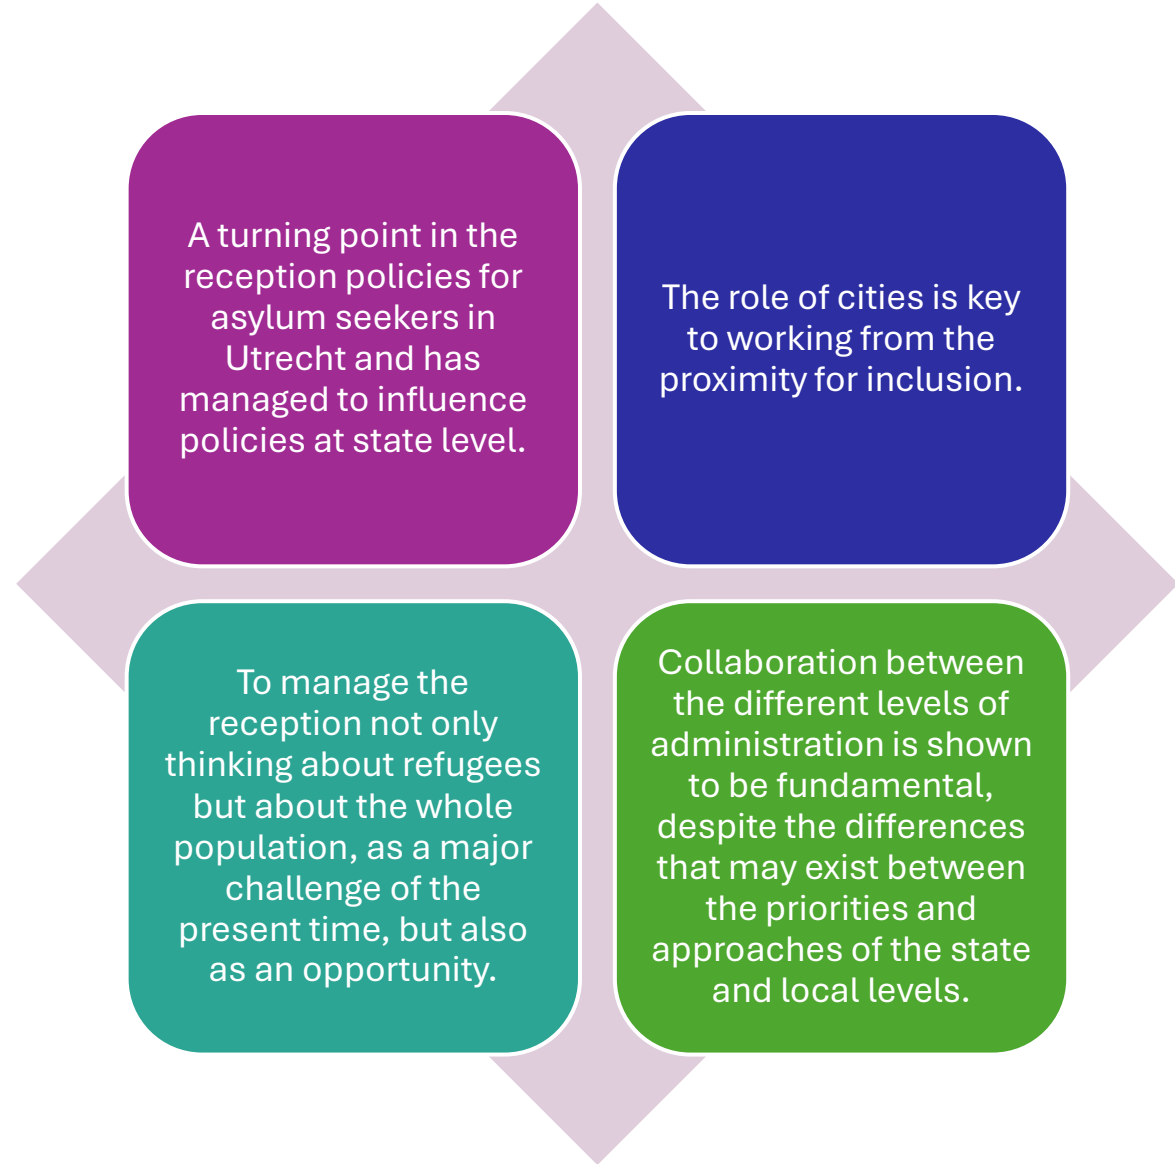 A turning point in the
reception policies for
asylum seekers in
Utrecht and has
managed to influence
policies at state level.
The role of cities is key
to working from the
proximity for inclusion.
To manage the
reception not only
thinking about refugees
but about the whole
population, as a major
challenge of the
present time, but also
as an opportunity.
Collaboration between
the different levels of
administration is shown
to be fundamental,
despite the differences
that may exist between
the priorities and
approaches of the state
and local levels.